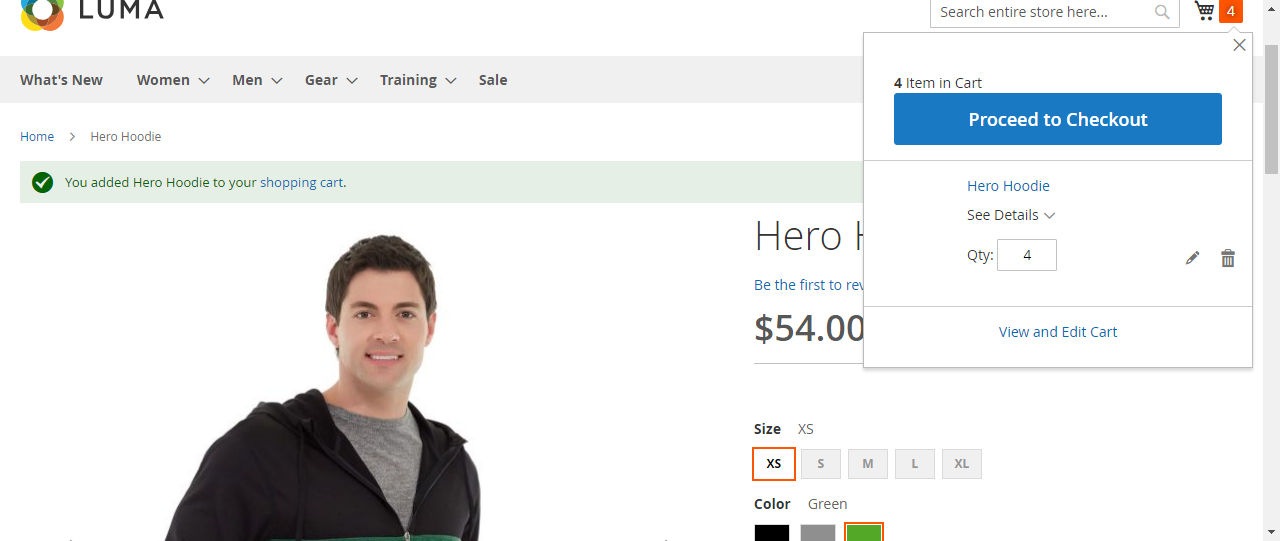 LUMA
Search entire store here...
4
What's New
Women
Men
Gear
Training
Sale
4 Item in Cart
Proceed to Checkout
Home
Hero Hoodie
You added Hero Hoodie to your shopping cart.
Hero Hoodie
See Details
Qty: 4
View and Edit Cart
Hero
Be the first to rev
$54.00
Size XS
XS
S
M
L
XL
Color Green